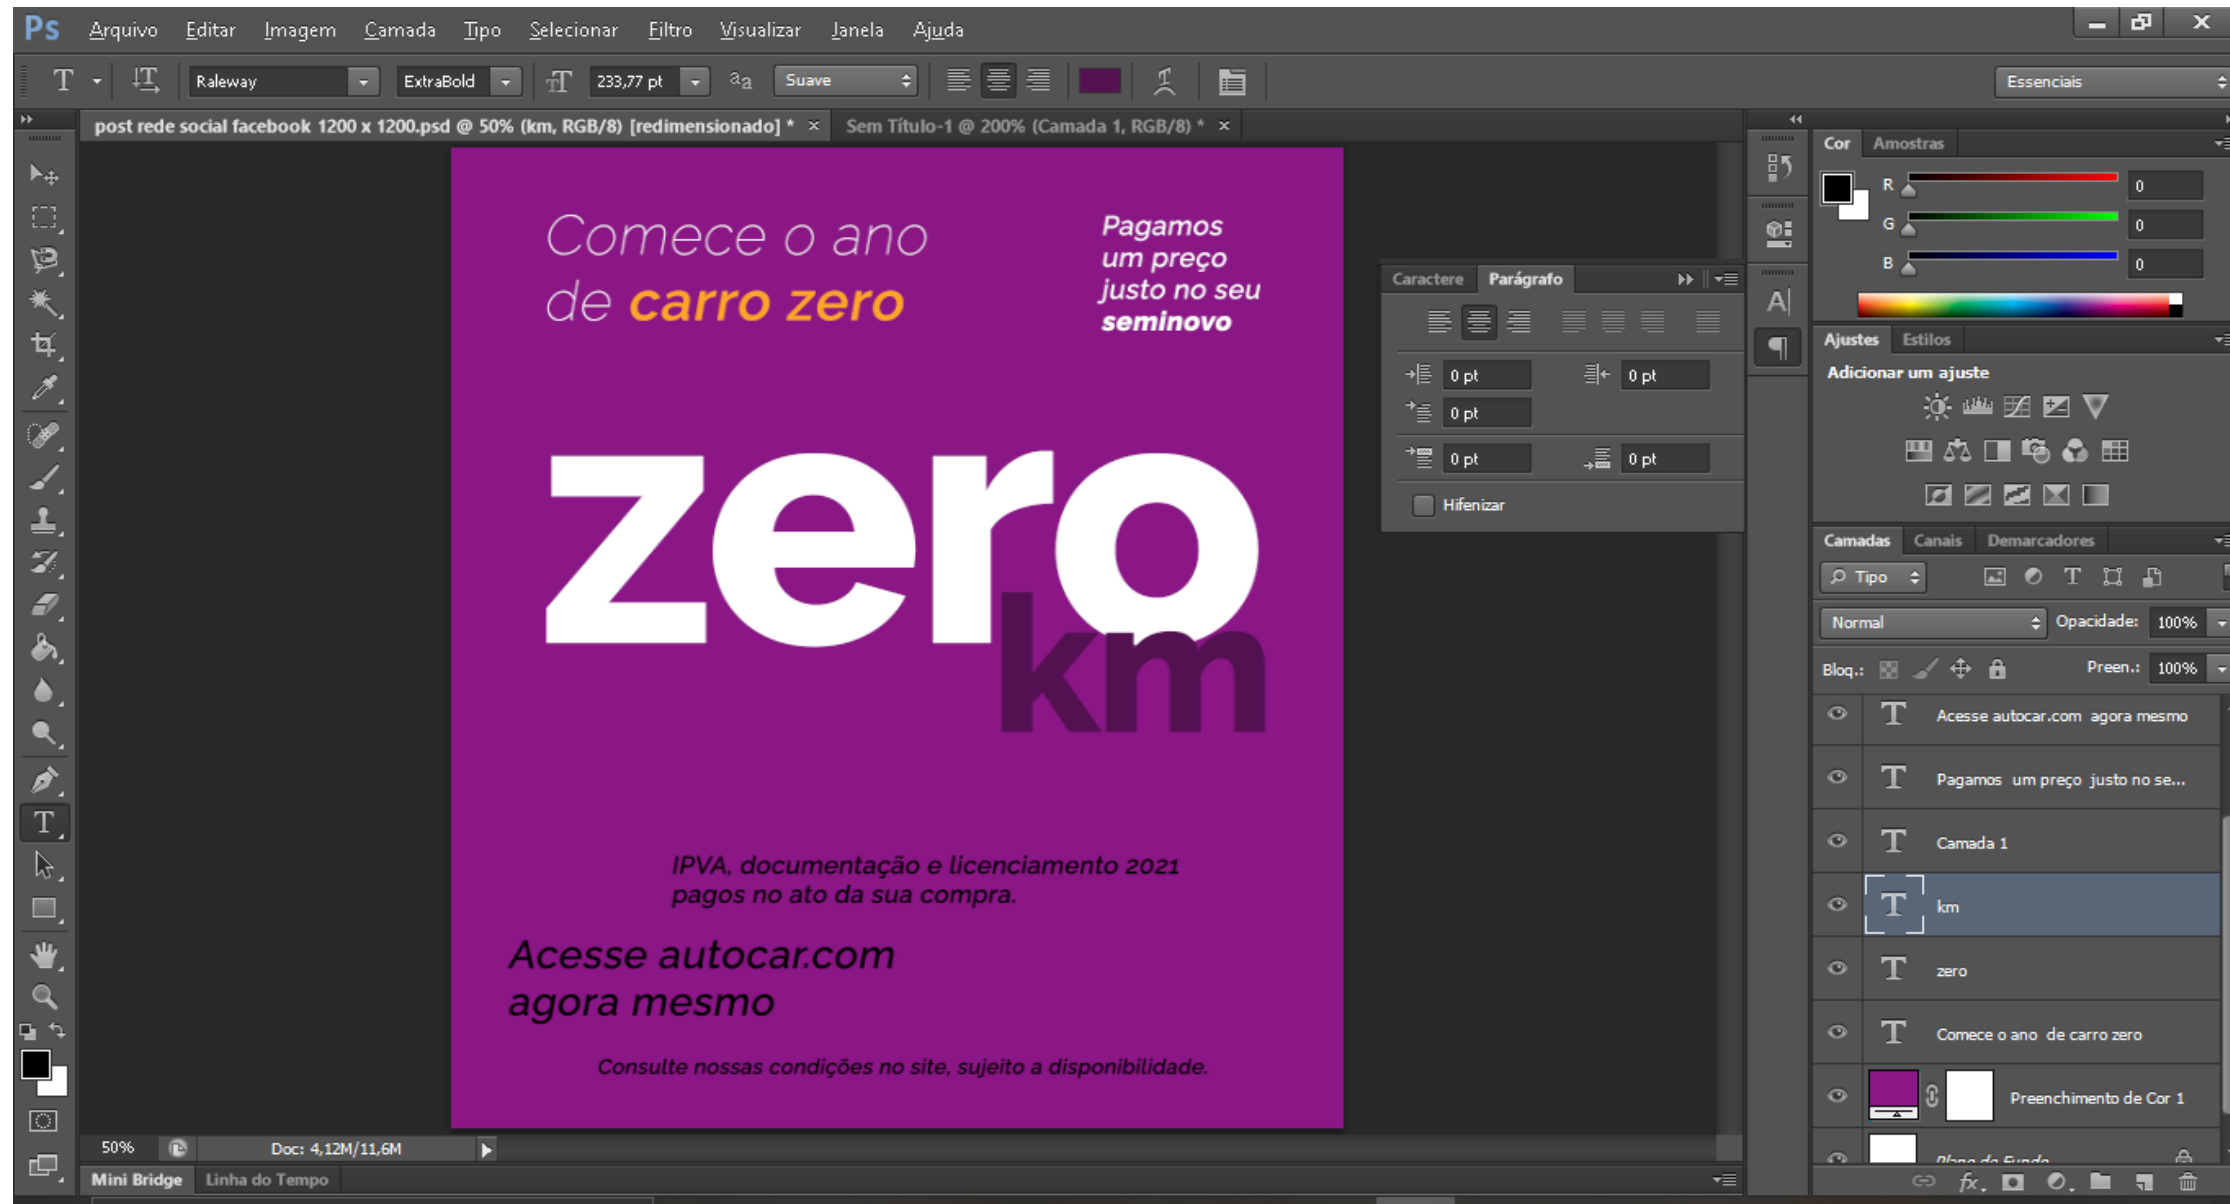 Ps Arquivo Editar Imagem Camada Tipo Selecionar Filtro Visualizar Janela Ajuda
T Raleway ExtraBold 233,77 pt aa Suave Essenciais
post rede social facebook 1200 x 1200.psd @ 50% (km, RGB/8) [redimensionado] * × Sem Título-1 @ 200% (Camada 1, RGB/8) * ×
Comece o ano
de carro zero
Pagamos
um preço
justo no seu
seminovo
zero
km
IPVA, documentação e licenciamento 2021
pagos no ato da sua compra.
Acesse autocar.com
agora mesmo
Consulte nossas condições no site, sujeito a disponibilidade.
Caractere Parágrafo
0 pt 0 pt
0 pt
0 pt 0 pt
Hifenizar
Cor Amostras
R 0
G 0
B 0
Ajustes Estilos
Adicionar um ajuste
Camadas Canais Demarcadores
Tipo
Normal Opacidade: 100%
Bloq.: Preen.: 100%
T Acesse autocar.com agora mesmo
T Pagamos um preço justo no se...
T Camada 1
T km
T zero
T Comece o ano de carro zero
Preenchimento de Cor 1
Plano de Fundo
fx
50% Doc: 4,12M/11,6M
Mini Bridge Linha do Tempo